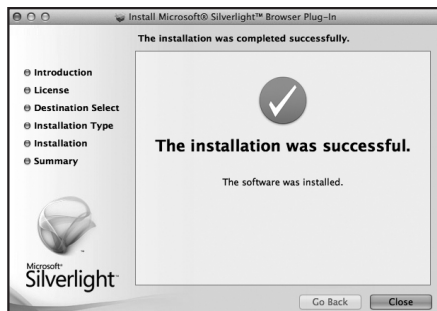 Install Microsoft® Silverlight™ Browser Plug-In
The installation was completed successfully.
Introduction
License
Destination Select
Installation Type
Installation
Summary
The installation was successful.
The software was installed.
Microsoft®
Silverlight™
Go Back
Close